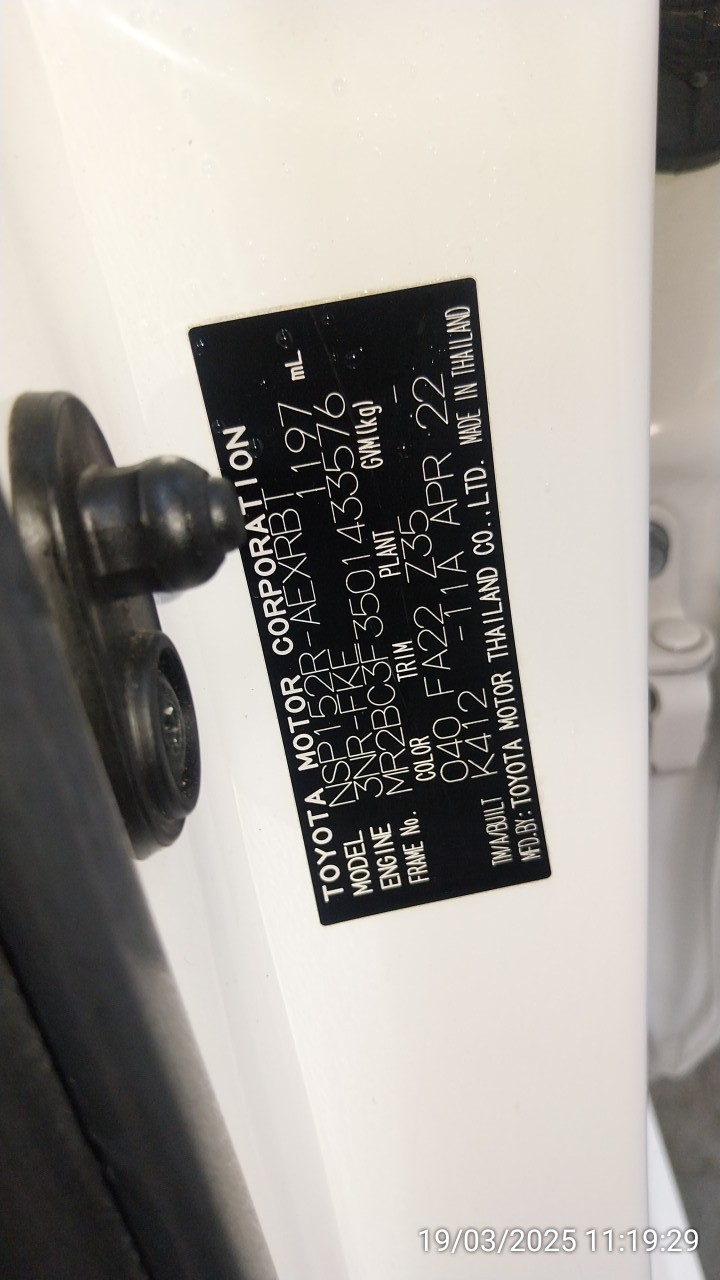 TOYOTA MOTOR CORPORATION
MODEL NSP152R-AEXRBT
ENGINE 3NR-FKE 1197 mL
FRAME No. MR2BC3F3501433576
COLOR TRIM PLANT GVM(kg)
040 FA22 Z35 -
TM/A/BUILT K412 -11A APR 22
MFD.BY:TOYOTA MOTOR THAILAND CO.,LTD. MADE IN THAILAND
19/03/2025 11:19:29